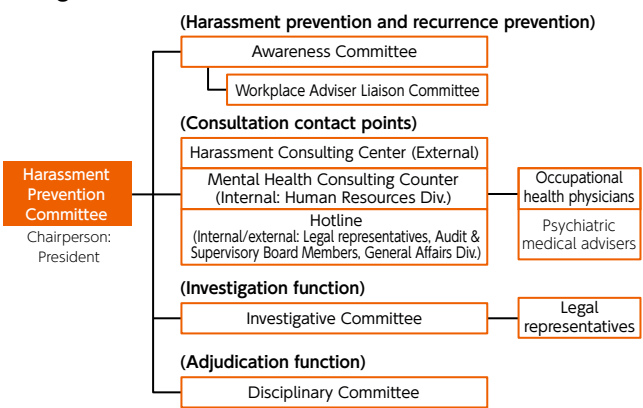 (Harassment prevention and recurrence prevention)
Awareness Committee
Workplace Adviser Liaison Committee
(Consultation contact points)
Harassment Consulting Center (External)
Harassment
Prevention
Committee
Chairperson:
President
Mental Health Consulting Counter
(Internal: Human Resources Div.)
Occupational
health physicians
Hotline
(Internal/external: Legal representatives, Audit &
Supervisory Board Members, General Affairs Div.)
Psychiatric
medical advisers
(Investigation function)
Investigative Committee
Legal
representatives
(Adjudication function)
Disciplinary Committee